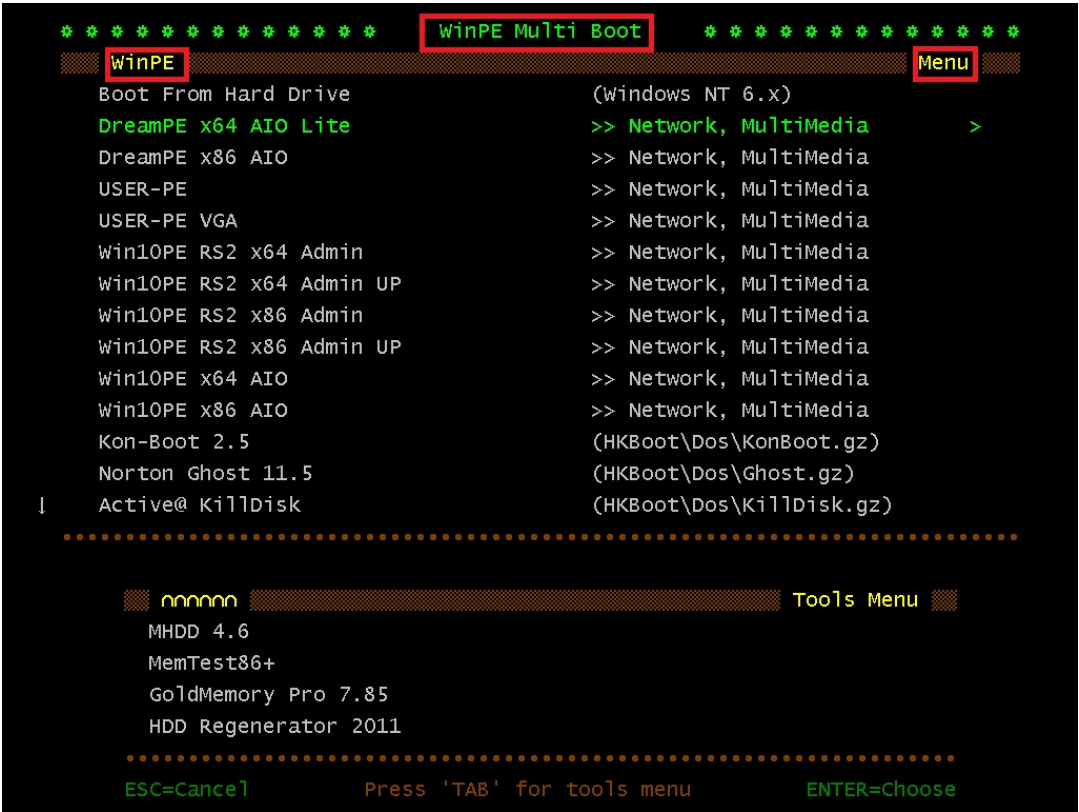 WinPE Multi Boot
WinPE Menu
Boot From Hard Drive (Windows NT 6.x)
DreamPE x64 AIO Lite >> Network, MultiMedia >
DreamPE x86 AIO >> Network, MultiMedia
USER-PE >> Network, MultiMedia
USER-PE VGA >> Network, MultiMedia
Win10PE RS2 x64 Admin >> Network, MultiMedia
Win10PE RS2 x64 Admin UP >> Network, MultiMedia
Win10PE RS2 x86 Admin >> Network, MultiMedia
Win10PE RS2 x86 Admin UP >> Network, MultiMedia
Win10PE x64 AIO >> Network, MultiMedia
Win10PE x86 AIO >> Network, MultiMedia
Kon-Boot 2.5 (HKBoot\Dos\KonBoot.gz)
Norton Ghost 11.5 (HKBoot\Dos\Ghost.gz)
↓ Active@ KillDisk (HKBoot\Dos\KillDisk.gz)
∩∩∩∩∩∩ Tools Menu
MHDD 4.6
MemTest86+
GoldMemory Pro 7.85
HDD Regenerator 2011
ESC=Cancel Press 'TAB' for tools menu ENTER=Choose